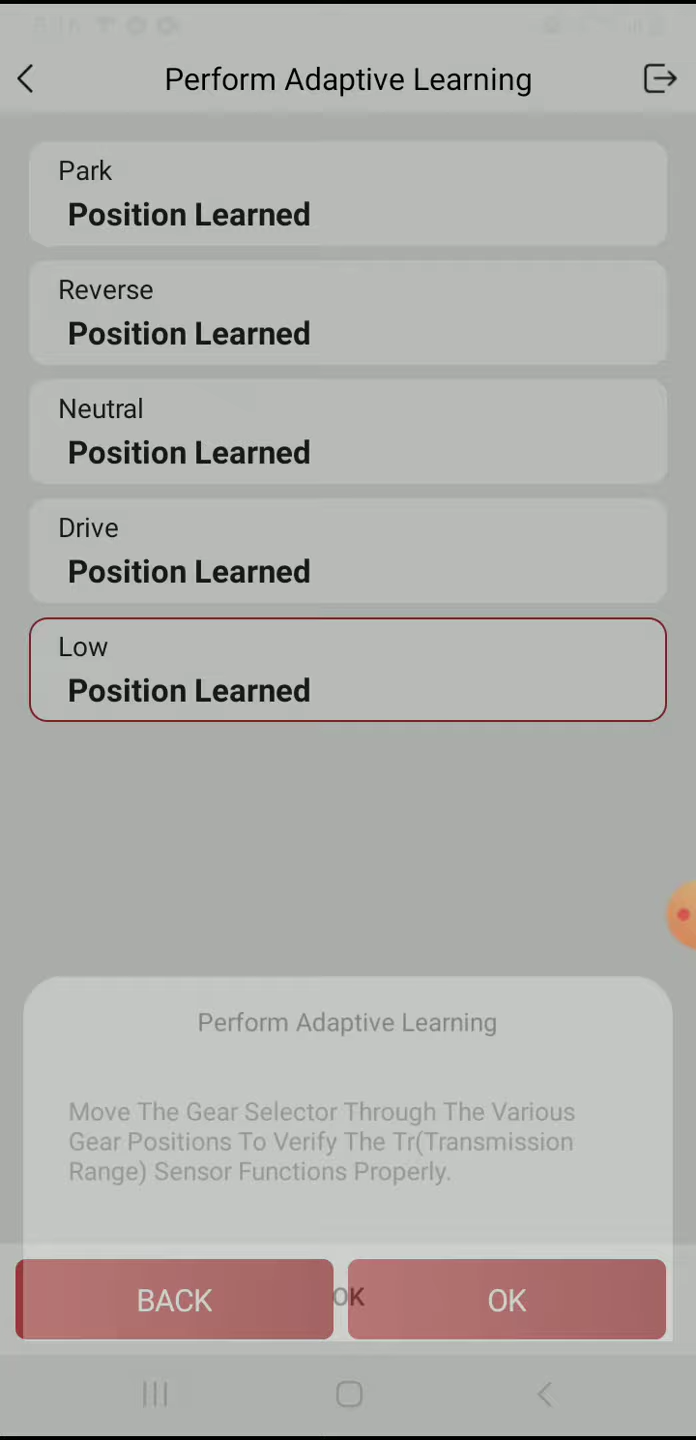 Perform Adaptive Learning
Park
Position Learned
Reverse
Position Learned
Neutral
Position Learned
Drive
Position Learned
Low
Position Learned
Perform Adaptive Learning
Move The Gear Selector Through The Various
Gear Positions To Verify The Tr(Transmission
Range) Sensor Functions Properly.
BACK
OK
OK